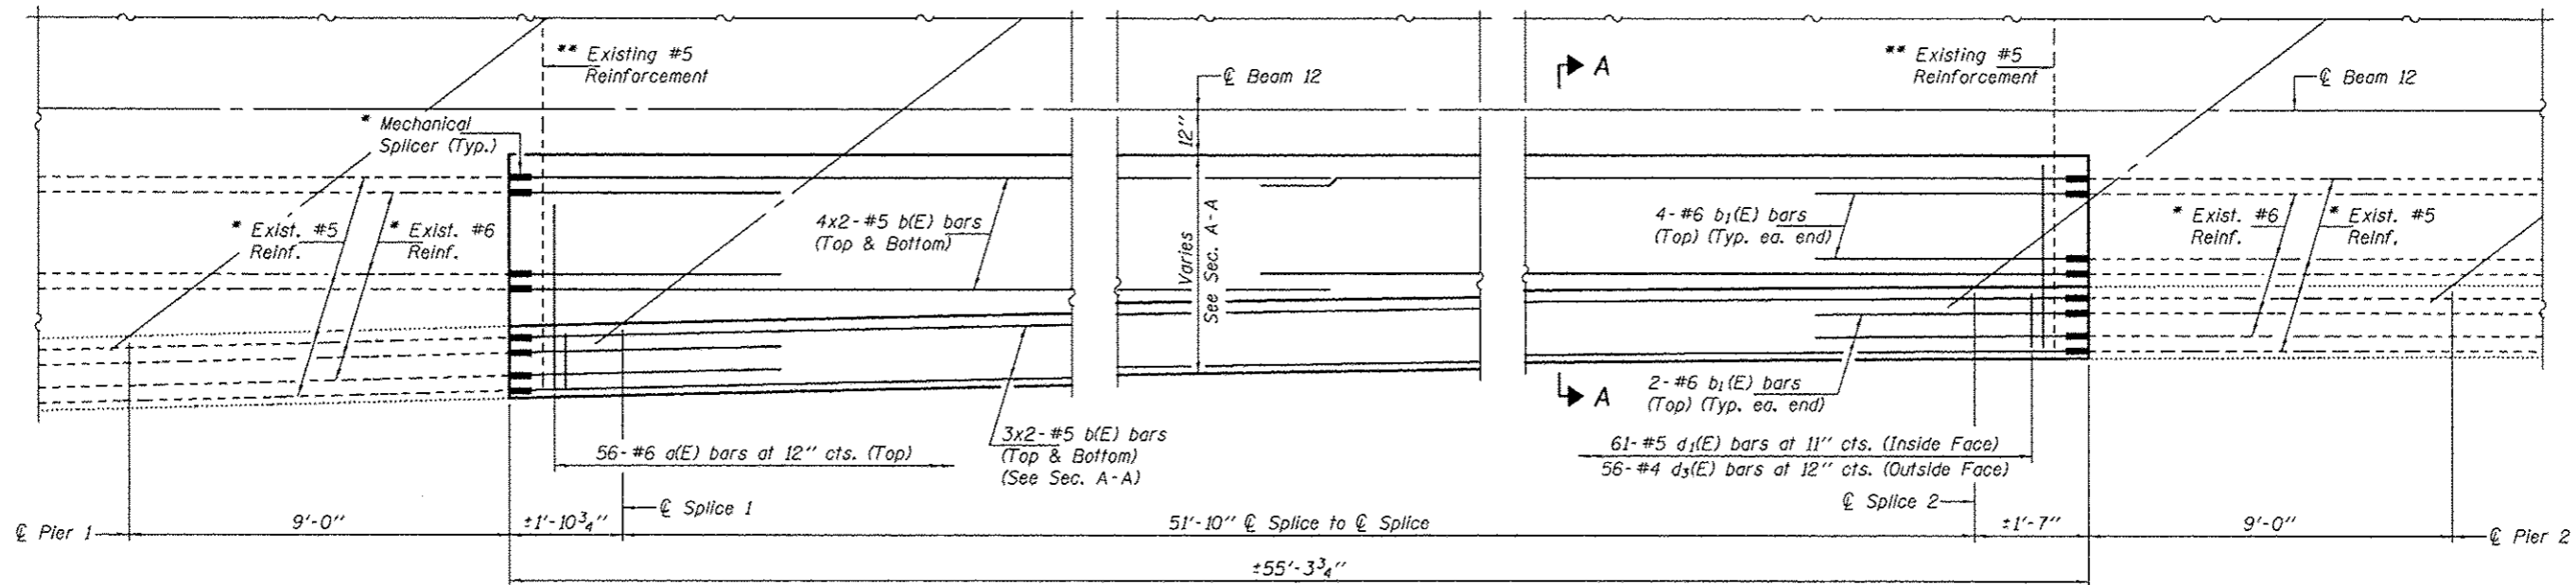 ** Existing #5
Reinforcement
℄ Beam 12
A
** Existing #5
Reinforcement
℄ Beam 12
* Mechanical
Splicer (Typ.)
12"
* Exist. #5
Reinf.
* Exist. #6
Reinf.
4x2-#5 b(E) bars
(Top & Bottom)
Varies
See Sec. A-A
4-#6 b₁(E) bars
(Top) (Typ. ea. end)
* Exist. #6
Reinf.
* Exist. #5
Reinf.
A
2-#6 b₁(E) bars
(Top) (Typ. ea. end)
56-#6 a(E) bars at 12" cts. (Top)
3x2-#5 b(E) bars
(Top & Bottom)
(See Sec. A-A)
61-#5 d₁(E) bars at 11" cts. (Inside Face)
56-#4 d₃(E) bars at 12" cts. (Outside Face)
℄ Splice 1
℄ Splice 2
℄ Pier 1
9'-0"
±1'-10¾"
51'-10" ℄ Splice to ℄ Splice
±1'-7"
9'-0"
℄ Pier 2
±55'-3¾"